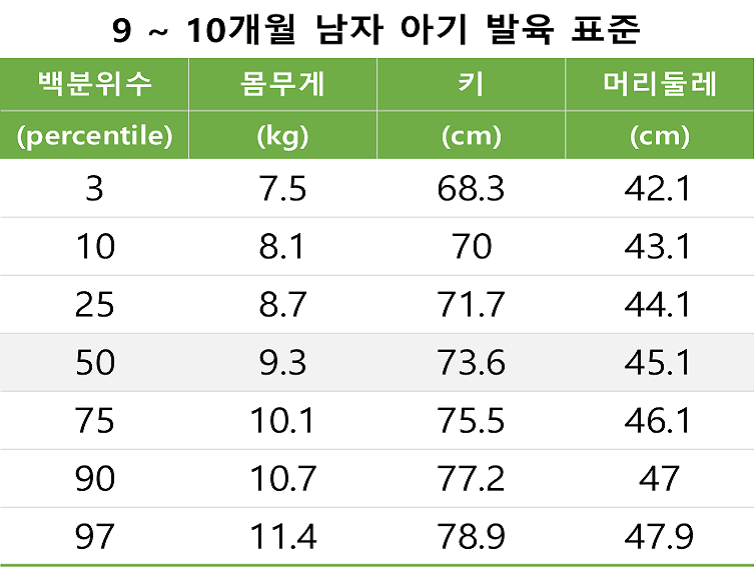 9 ~ 10개월 남자 아기 발육 표준
백분위수 몸무게 키 머리둘레
(percentile) (kg) (cm) (cm)
3 7.5 68.3 42.1
10 8.1 70 43.1
25 8.7 71.7 44.1
50 9.3 73.6 45.1
75 10.1 75.5 46.1
90 10.7 77.2 47
97 11.4 78.9 47.9